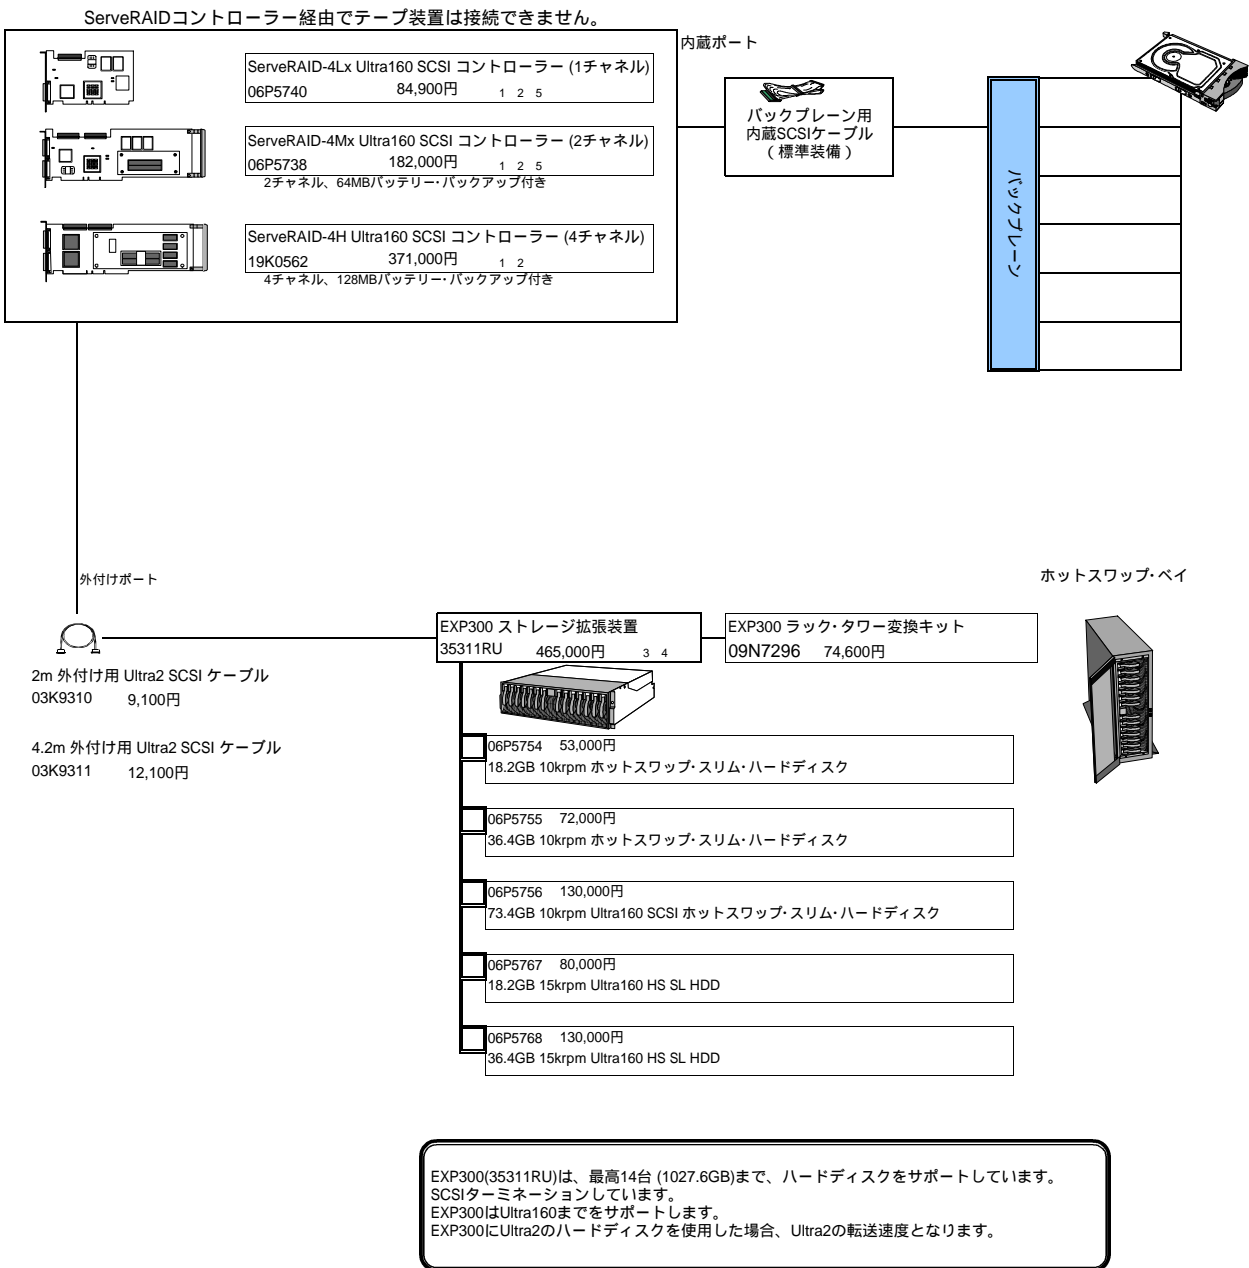 ServeRAIDコントローラー経由でテープ装置は接続できません。
内蔵ポート
ServeRAID-4Lx Ultra160 SCSI コントローラー (1チャネル)
06P5740 84,900円 1 2 5
ServeRAID-4Mx Ultra160 SCSI コントローラー (2チャネル)
06P5738 182,000円 1 2 5
2チャネル、64MBバッテリー・バックアップ付き
ServeRAID-4H Ultra160 SCSI コントローラー (4チャネル)
19K0562 371,000円 1 2
4チャネル、128MBバッテリー・バックアップ付き
バックプレーン用
内蔵SCSIケーブル
(標準装備)
バックプレーン
外付けポート
ホットスワップ・ベイ
2m 外付け用 Ultra2 SCSI ケーブル
03K9310 9,100円
4.2m 外付け用 Ultra2 SCSI ケーブル
03K9311 12,100円
EXP300 ストレージ拡張装置
35311RU 465,000円 3 4
EXP300 ラック・タワー変換キット
09N7296 74,600円
06P5754 53,000円
18.2GB 10krpm ホットスワップ・スリム・ハードディスク
06P5755 72,000円
36.4GB 10krpm ホットスワップ・スリム・ハードディスク
06P5756 130,000円
73.4GB 10krpm Ultra160 SCSI ホットスワップ・スリム・ハードディスク
06P5767 80,000円
18.2GB 15krpm Ultra160 HS SL HDD
06P5768 130,000円
36.4GB 15krpm Ultra160 HS SL HDD
EXP300(35311RU)は、最高14台 (1027.6GB)まで、ハードディスクをサポートしています。
SCSIターミネーションしています。
EXP300はUltra160までをサポートします。
EXP300にUltra2のハードディスクを使用した場合、Ultra2の転送速度となります。